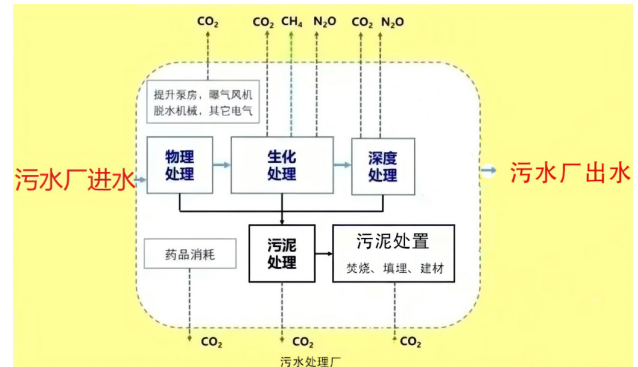 CO₂ CO₂ CH₄ N₂O CO₂ N₂O
提升泵房，曝气风机
脱水机械，其它电气
污水厂进水
物理
处理
生化
处理
深度
处理
污水厂出水
药品消耗
污泥
处理
污泥处置
焚烧、填埋、建材
CO₂ CO₂ CO₂
污水处理厂